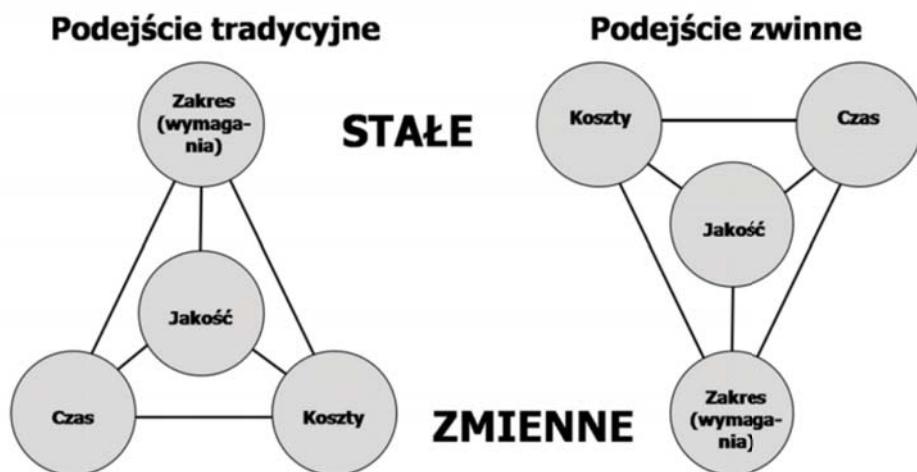 Podejście tradycyjne
Podejście zwinne
Zakres
(wymaga-
nia)
STAŁE
Koszty
Czas
Jakość
Jakość
Czas
Koszty
ZMIENNE
Zakres
(wymaga-
nia)